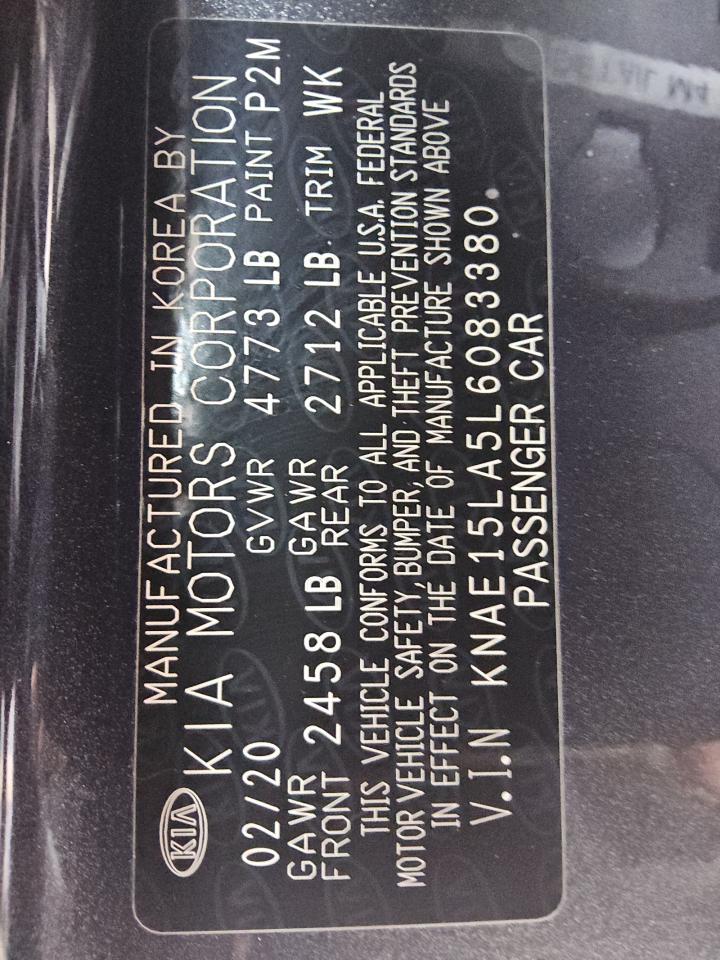 MANUFACTURED IN KOREA BY
KIA KIA MOTORS CORPORATION
02/20 GVWR 4773 LB PAINT P2M
GAWR FRONT 2458 LB GAWR REAR 2712 LB TRIM WK
THIS VEHICLE CONFORMS TO ALL APPLICABLE U.S.A. FEDERAL
MOTOR VEHICLE SAFETY, BUMPER, AND THEFT PREVENTION STANDARDS
IN EFFECT ON THE DATE OF MANUFACTURE SHOWN ABOVE
V.I.N KNAE15LA5L6083380.
PASSENGER CAR